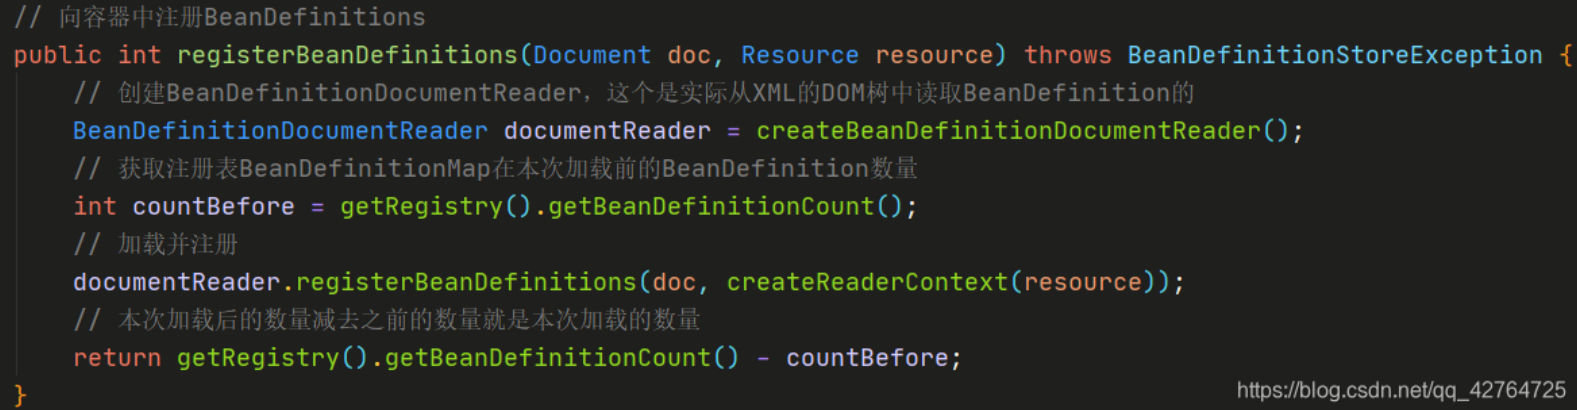 // 向容器中注册BeanDefinitions
public int registerBeanDefinitions(Document doc, Resource resource) throws BeanDefinitionStoreException {
// 创建BeanDefinitionDocumentReader，这个是实际从XML的DOM树中读取BeanDefinition的
BeanDefinitionDocumentReader documentReader = createBeanDefinitionDocumentReader();
// 获取注册表BeanDefinitionMap在本次加载前的BeanDefinition数量
int countBefore = getRegistry().getBeanDefinitionCount();
// 加载并注册
documentReader.registerBeanDefinitions(doc, createReaderContext(resource));
// 本次加载后的数量减去之前的数量就是本次加载的数量
return getRegistry().getBeanDefinitionCount() - countBefore;
}
https://blog.csdn.net/qq_42764725